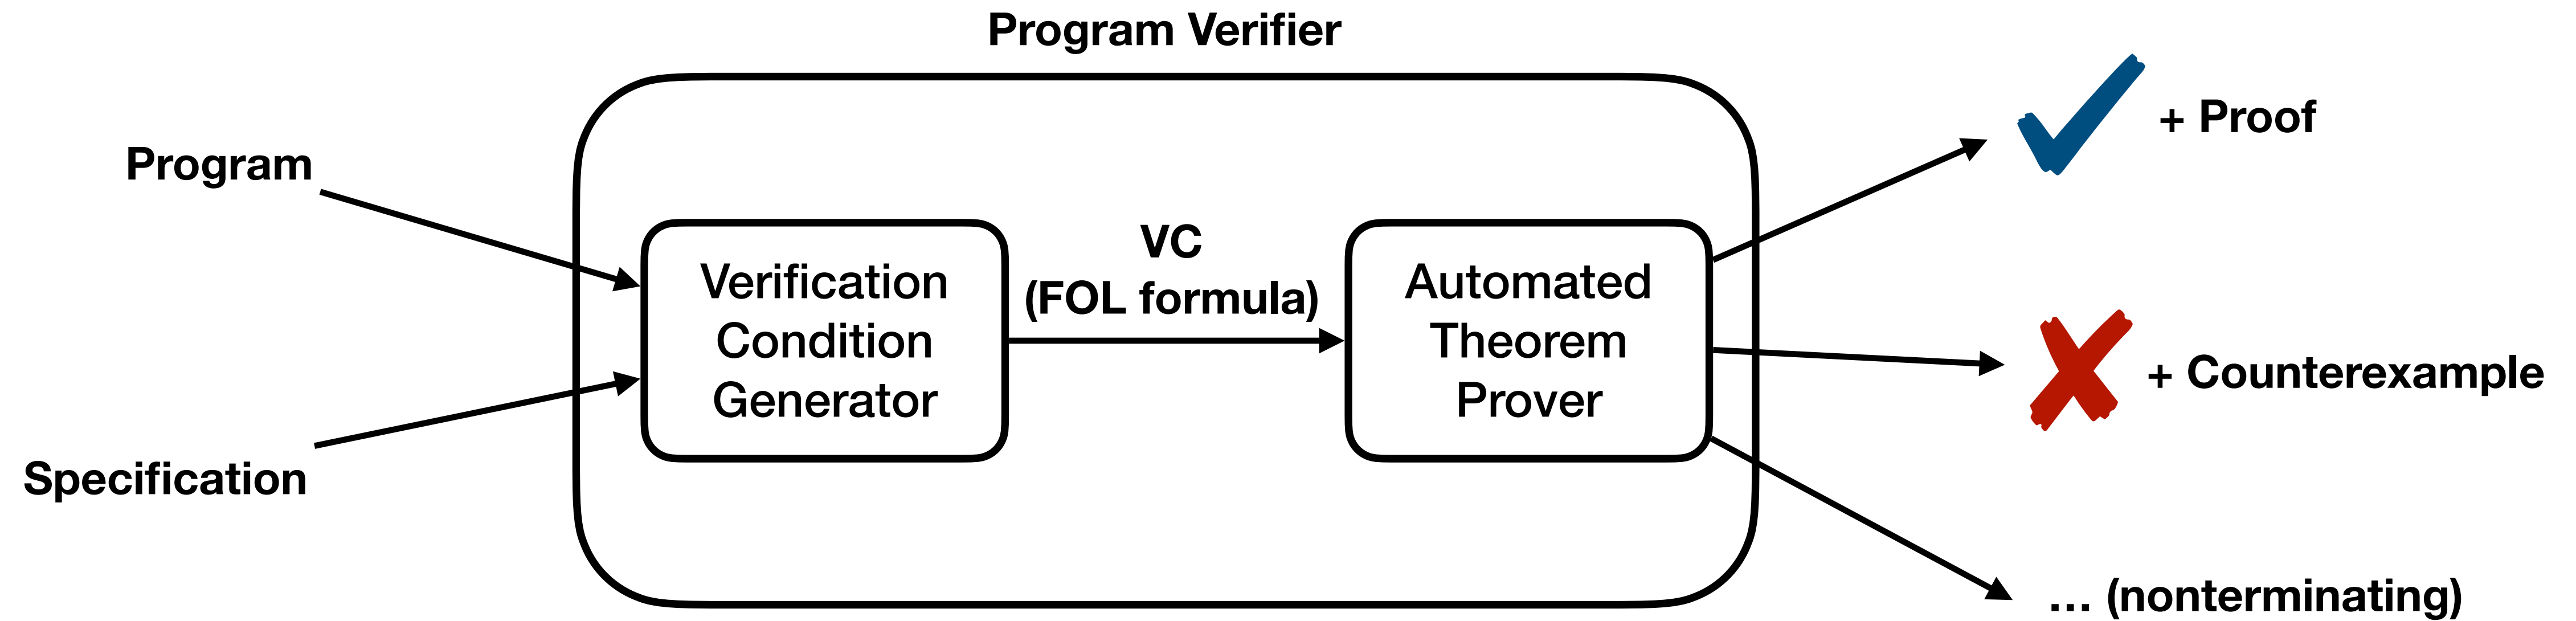 Program Verifier
Program
Specification
Verification
Condition
Generator
VC
(FOL formula)
Automated
Theorem
Prover
+ Proof
+ Counterexample
... (nonterminating)